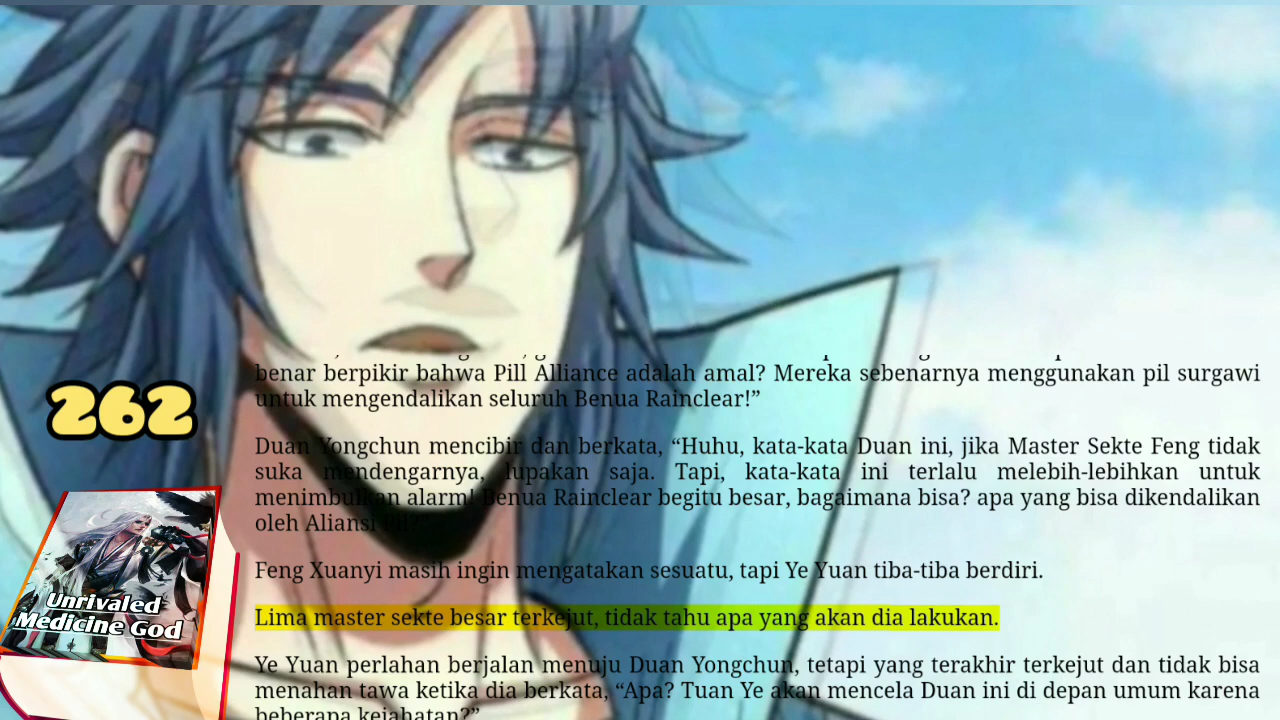 benar berpikir bahwa Pill Alliance adalah amal? Mereka sebenarnya menggunakan pil surgawi
untuk mengendalikan seluruh Benua Rainclear!”
Duan Yongchun mencibir dan berkata, “Huhu, kata-kata Duan ini, jika Master Sekte Feng tidak
suka mendengarnya, lupakan saja. Tapi, kata-kata ini terlalu melebih-lebihkan untuk
menimbulkan alarm! Benua Rainclear begitu besar, bagaimana bisa? apa yang bisa dikendalikan
oleh Aliansi Pil?”
Feng Xuanyi masih ingin mengatakan sesuatu, tapi Ye Yuan tiba-tiba berdiri.
Lima master sekte besar terkejut, tidak tahu apa yang akan dia lakukan.
Ye Yuan perlahan berjalan menuju Duan Yongchun, tetapi yang terakhir terkejut dan tidak bisa
menahan tawa ketika dia berkata, “Apa? Tuan Ye akan mencela Duan ini di depan umum karena
beberapa kejahatan?”
262
Unrivaled
Medicine God